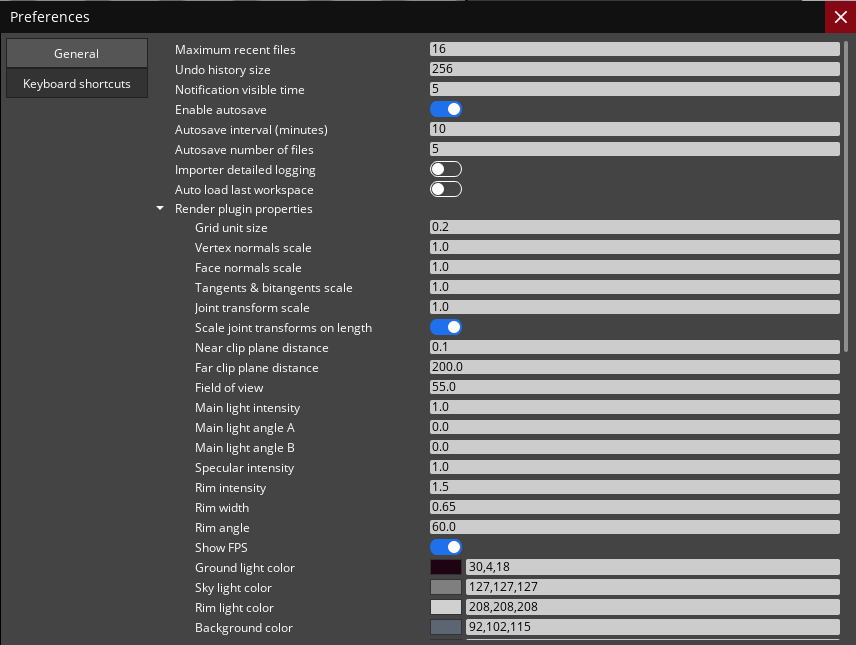 Preferences
General
Keyboard shortcuts
Maximum recent files 16
Undo history size 256
Notification visible time 5
Enable autosave
Autosave interval (minutes) 10
Autosave number of files 5
Importer detailed logging
Auto load last workspace
Render plugin properties
Grid unit size 0.2
Vertex normals scale 1.0
Face normals scale 1.0
Tangents & bitangents scale 1.0
Joint transform scale 1.0
Scale joint transforms on length
Near clip plane distance 0.1
Far clip plane distance 200.0
Field of view 55.0
Main light intensity 1.0
Main light angle A 0.0
Main light angle B 0.0
Specular intensity 1.0
Rim intensity 1.5
Rim width 0.65
Rim angle 60.0
Show FPS
Ground light color 30,4,18
Sky light color 127,127,127
Rim light color 208,208,208
Background color 92,102,115